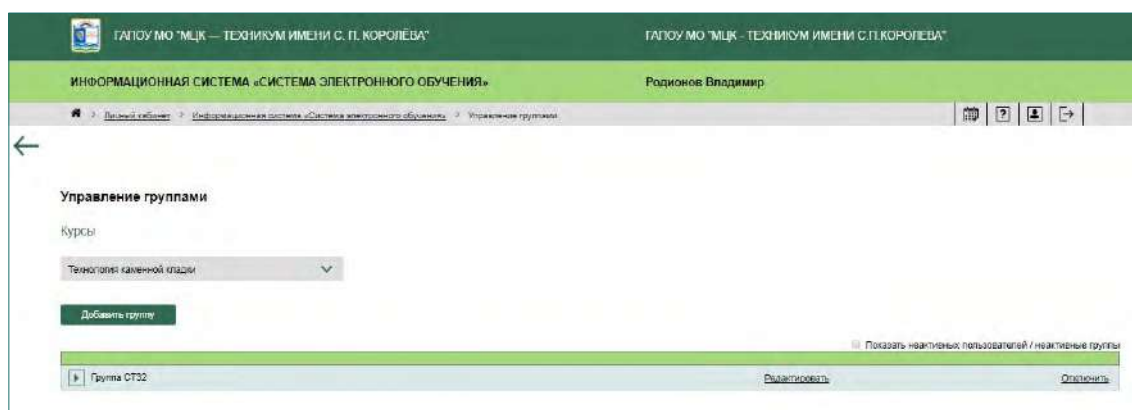 ГАПОУ МО "МЦК — ТЕХНИКУМ ИМЕНИ С. П. КОРОЛЁВА"
ГАПОУ МО "МЦК - ТЕХНИКУМ ИМЕНИ С.П.КОРОЛЕВА"
ИНФОРМАЦИОННАЯ СИСТЕМА «СИСТЕМА ЭЛЕКТРОННОГО ОБУЧЕНИЯ»
Родионов Владимир
Личный кабинет > Информационная система «Система электронного обучения» > Управление группами
Управление группами
Курсы
Технология каменной кладки
Добавить группу
Показать неактивных пользователей / неактивные группы
Группа СТ32
Редактировать
Отключить